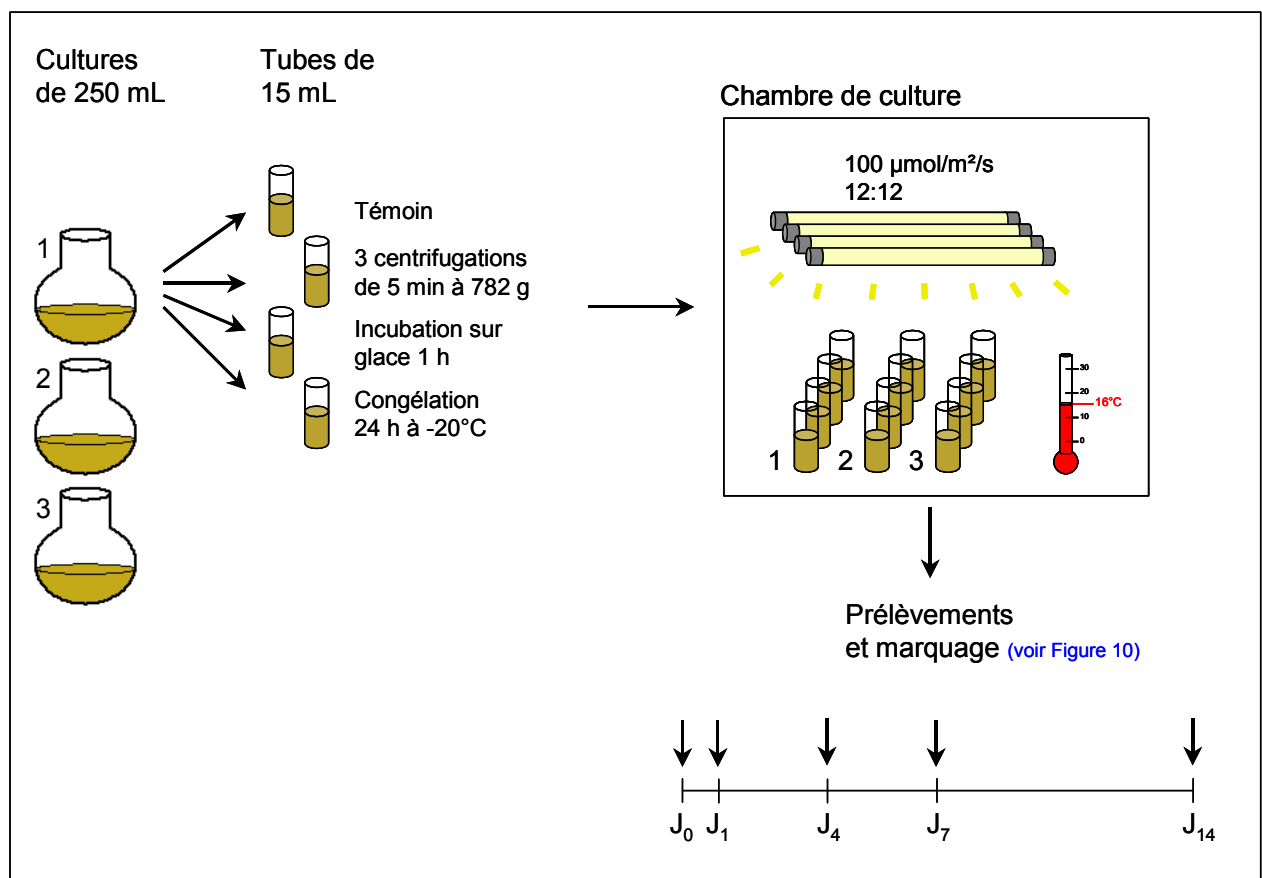 Cultures
de 250 mL
Tubes de
15 mL
1
2
3
Témoin
3 centrifugations
de 5 min à 782 g
Incubation sur
glace 1 h
Congélation
24 h à -20°C
Chambre de culture
100 µmol/m²/s
12:12
30
20
16°C
10
0
1 2 3
Prélèvements
et marquage (voir Figure 10)
J₀ J₁ J₄ J₇ J₁₄